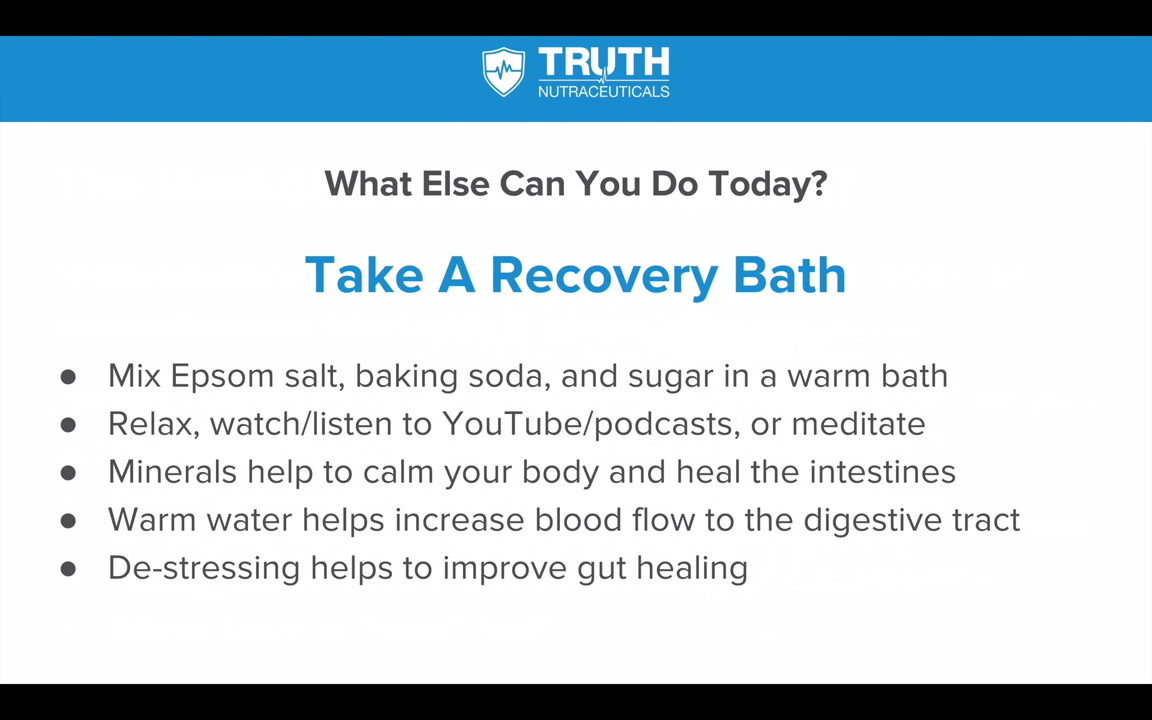 TRUTH
NUTRACEUTICALS
What Else Can You Do Today?
Take A Recovery Bath
● Mix Epsom salt, baking soda, and sugar in a warm bath
● Relax, watch/listen to YouTube/podcasts, or meditate
● Minerals help to calm your body and heal the intestines
● Warm water helps increase blood flow to the digestive tract
● De-stressing helps to improve gut healing